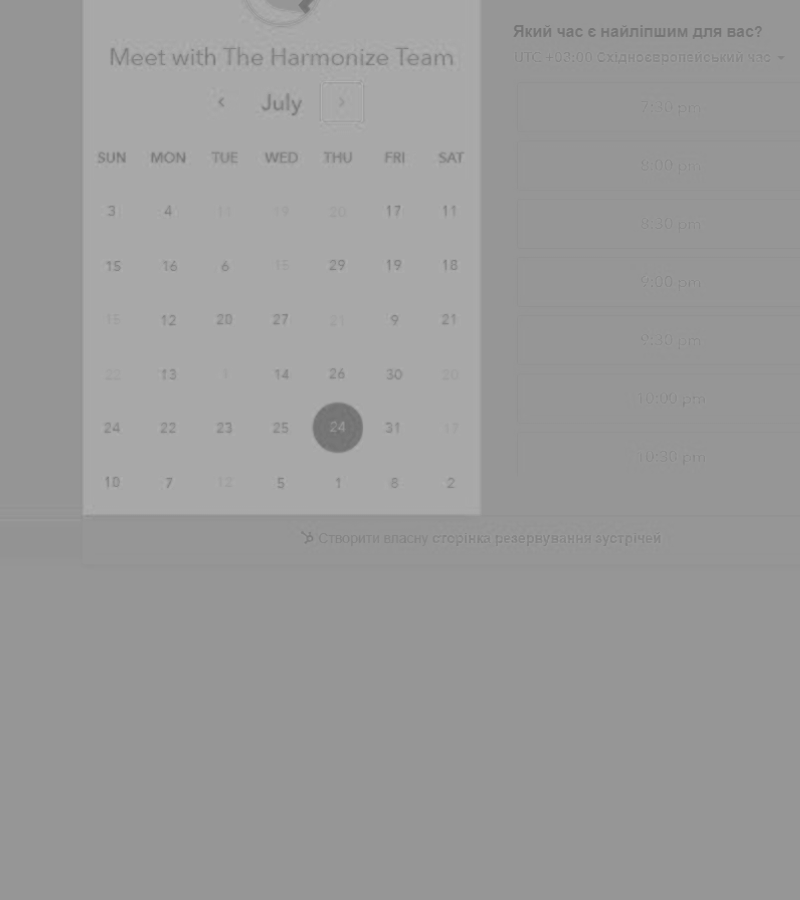 Meet with The Harmonize Team
July
SUN MON TUE WED THU FRI SAT
3 4 11 19 20 17 11
15 16 6 15 29 19 18
15 12 20 27 21 9 21
22 13 14 26 30 20
24 22 23 25 24 31 12
10 7 12 5 1 8 2
Який час є найліпшим для вас?
UTC +03:00 Східноєвропейський час
7:30 pm
8:00 pm
8:30 pm
9:00 pm
9:30 pm
10:00 pm
10:30 pm
Створити власну сторінка резервування зустрічей